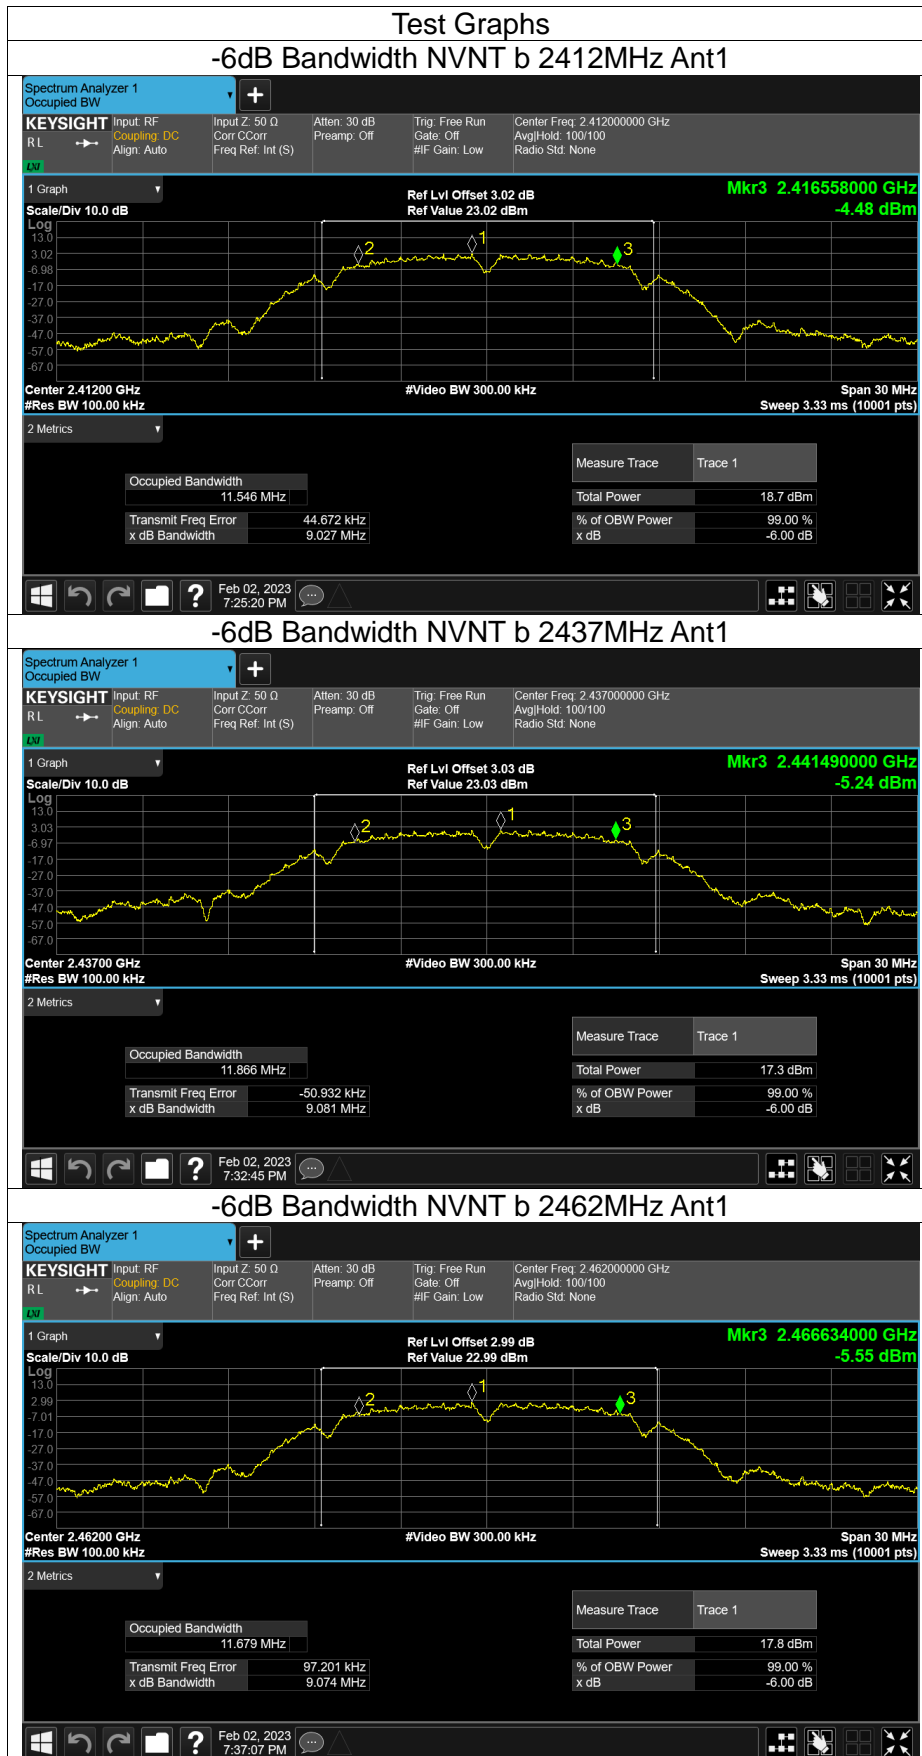 Test Graphs
-6dB Bandwidth NVNT b 2412MHz Ant1
Spectrum Analyzer 1
Occupied BW
KEYSIGHT Input: RF Input Z: 50 Ω Atten: 30 dB Trig: Free Run Center Freq: 2.412000000 GHz
RL Coupling: DC Corr CCorr Preamp: Off Gate: Off Avg|Hold: 100/100
Align: Auto Freq Ref: Int (S) #IF Gain: Low Radio Std: None
LXI
1 Graph Ref Lvl Offset 3.02 dB Mkr3 2.416558000 GHz
Scale/Div 10.0 dB Ref Value 23.02 dBm -4.48 dBm
Log
13.0
3.02
-6.98
-17.0
-27.0
-37.0
-47.0
-57.0
-67.0
2 1 3
Center 2.41200 GHz #Video BW 300.00 kHz Span 30 MHz
#Res BW 100.00 kHz Sweep 3.33 ms (10001 pts)
2 Metrics
Measure Trace Trace 1
Occupied Bandwidth
11.546 MHz Total Power 18.7 dBm
Transmit Freq Error 44.672 kHz % of OBW Power 99.00 %
x dB Bandwidth 9.027 MHz x dB -6.00 dB
? Feb 02, 2023
7:25:20 PM
-6dB Bandwidth NVNT b 2437MHz Ant1
Spectrum Analyzer 1
Occupied BW
KEYSIGHT Input: RF Input Z: 50 Ω Atten: 30 dB Trig: Free Run Center Freq: 2.437000000 GHz
RL Coupling: DC Corr CCorr Preamp: Off Gate: Off Avg|Hold: 100/100
Align: Auto Freq Ref: Int (S) #IF Gain: Low Radio Std: None
LXI
1 Graph Ref Lvl Offset 3.03 dB Mkr3 2.441490000 GHz
Scale/Div 10.0 dB Ref Value 23.03 dBm -5.24 dBm
Log
13.0
3.03
-6.97
-17.0
-27.0
-37.0
-47.0
-57.0
-67.0
2 1 3
Center 2.43700 GHz #Video BW 300.00 kHz Span 30 MHz
#Res BW 100.00 kHz Sweep 3.33 ms (10001 pts)
2 Metrics
Measure Trace Trace 1
Occupied Bandwidth
11.866 MHz Total Power 17.3 dBm
Transmit Freq Error -50.932 kHz % of OBW Power 99.00 %
x dB Bandwidth 9.081 MHz x dB -6.00 dB
? Feb 02, 2023
7:32:45 PM
-6dB Bandwidth NVNT b 2462MHz Ant1
Spectrum Analyzer 1
Occupied BW
KEYSIGHT Input: RF Input Z: 50 Ω Atten: 30 dB Trig: Free Run Center Freq: 2.462000000 GHz
RL Coupling: DC Corr CCorr Preamp: Off Gate: Off Avg|Hold: 100/100
Align: Auto Freq Ref: Int (S) #IF Gain: Low Radio Std: None
LXI
1 Graph Ref Lvl Offset 2.99 dB Mkr3 2.466634000 GHz
Scale/Div 10.0 dB Ref Value 22.99 dBm -5.55 dBm
Log
13.0
2.99
-7.01
-17.0
-27.0
-37.0
-47.0
-57.0
-67.0
2 1 3
Center 2.46200 GHz #Video BW 300.00 kHz Span 30 MHz
#Res BW 100.00 kHz Sweep 3.33 ms (10001 pts)
2 Metrics
Measure Trace Trace 1
Occupied Bandwidth
11.679 MHz Total Power 17.8 dBm
Transmit Freq Error 97.201 kHz % of OBW Power 99.00 %
x dB Bandwidth 9.074 MHz x dB -6.00 dB
? Feb 02, 2023
7:37:07 PM